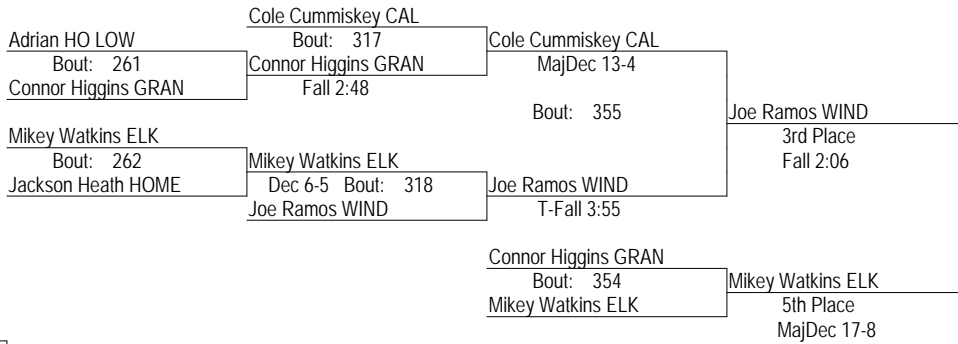 Cole Cummiskey CAL
Adrian HO LOW
Bout: 317
Cole Cummiskey CAL
Bout: 261
Connor Higgins GRAN
MajDec 13-4
Connor Higgins GRAN
Fall 2:48
Bout: 355
Joe Ramos WIND
Mikey Watkins ELK
3rd Place
Bout: 262
Mikey Watkins ELK
Fall 2:06
Jackson Heath HOME
Dec 6-5 Bout: 318
Joe Ramos WIND
Joe Ramos WIND
T-Fall 3:55
Connor Higgins GRAN
Bout: 354
Mikey Watkins ELK
Mikey Watkins ELK
5th Place
MajDec 17-8